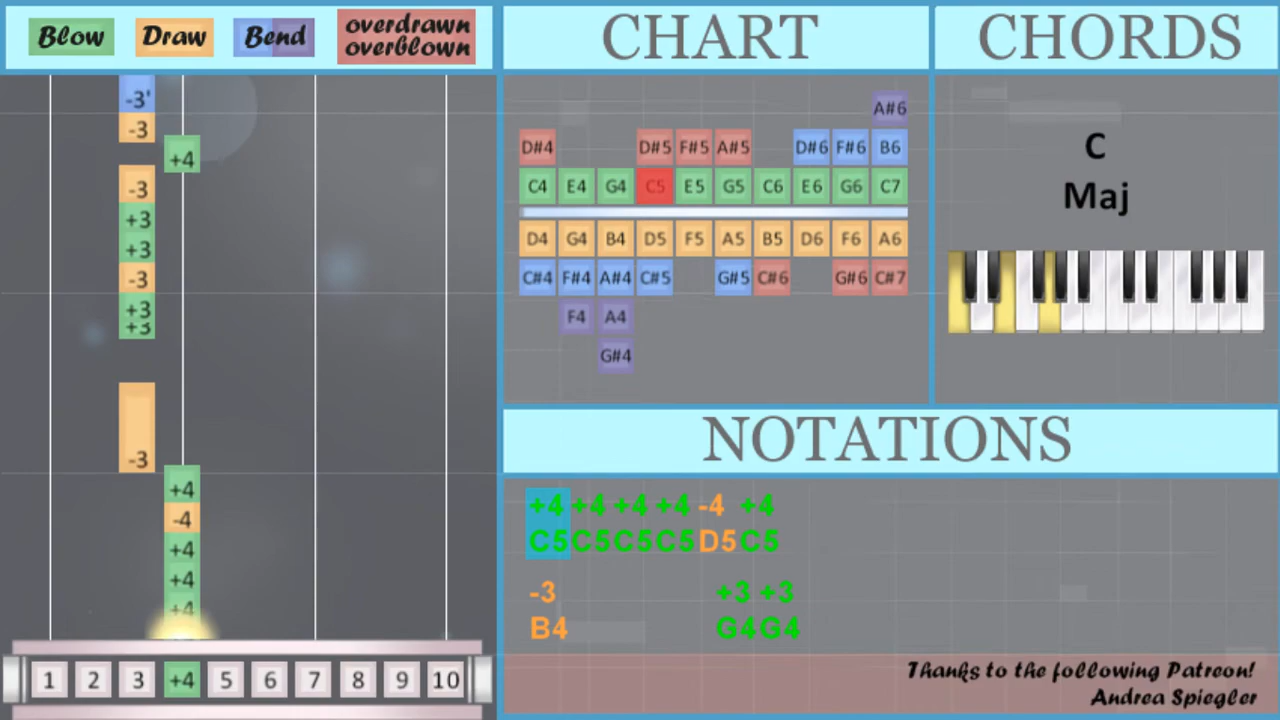 Blow Draw Bend overdrawn
overblown
CHART
CHORDS
-3'
-3
+4
-3
+3
+3
-3
+3
+3
-3
+4
-4
+4
+4
+4
1 2 3 +4 5 6 7 8 9 10
A#6
D#4 D#5 F#5 A#5 D#6 F#6 B6
C4 E4 G4 C5 E5 G5 C6 E6 G6 C7
D4 G4 B4 D5 F5 A5 B5 D6 F6 A6
C#4 F#4 A#4 C#5 G#5 C#6 G#6 C#7
F4 A4
G#4
C
Maj
NOTATIONS
+4 +4 +4 +4 -4 +4
C5 C5 C5 C5 D5 C5
-3 +3 +3
B4 G4 G4
Thanks to the following Patreon!
Andrea Spiegler